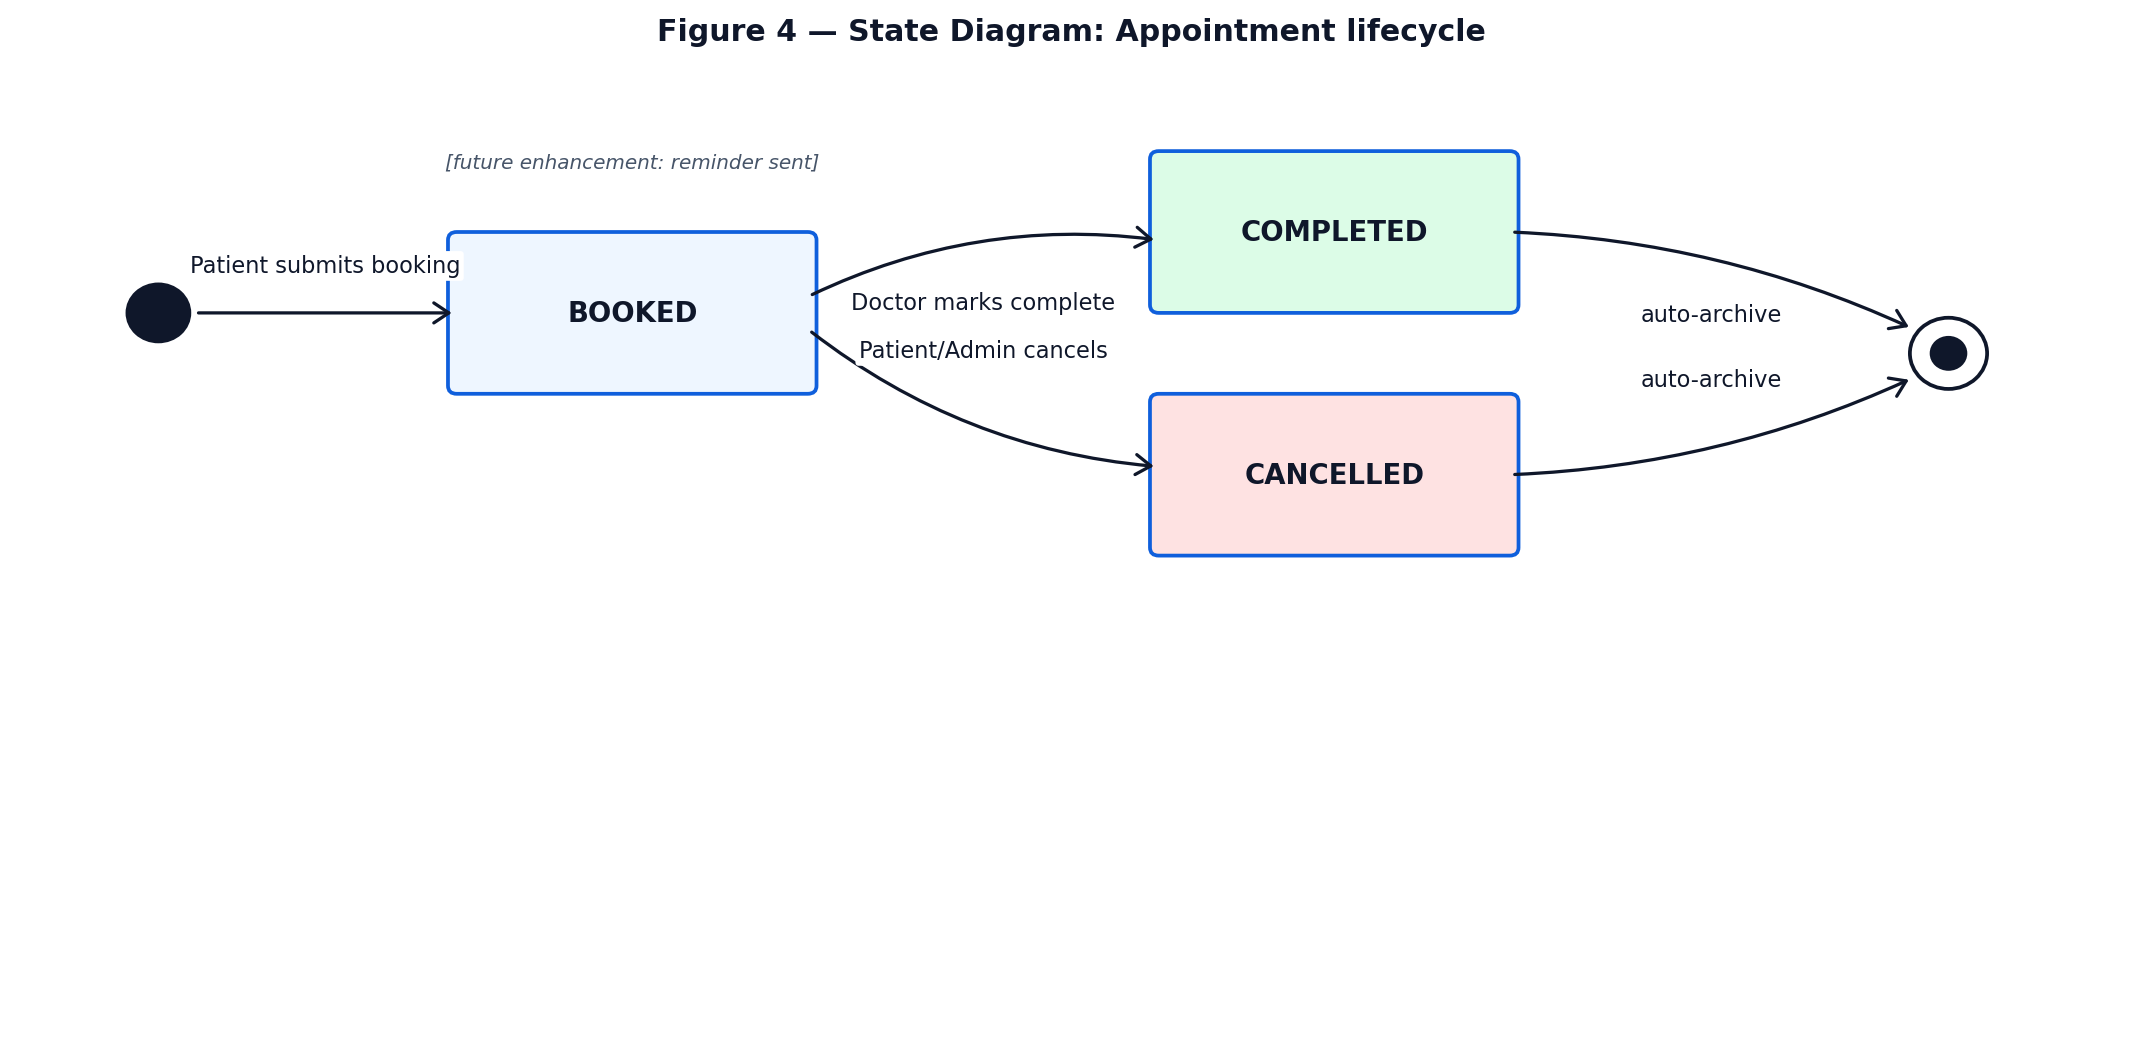 Figure 4 — State Diagram: Appointment lifecycle
[future enhancement: reminder sent]
Patient submits booking
BOOKED
Doctor marks complete
Patient/Admin cancels
COMPLETED
CANCELLED
auto-archive
auto-archive